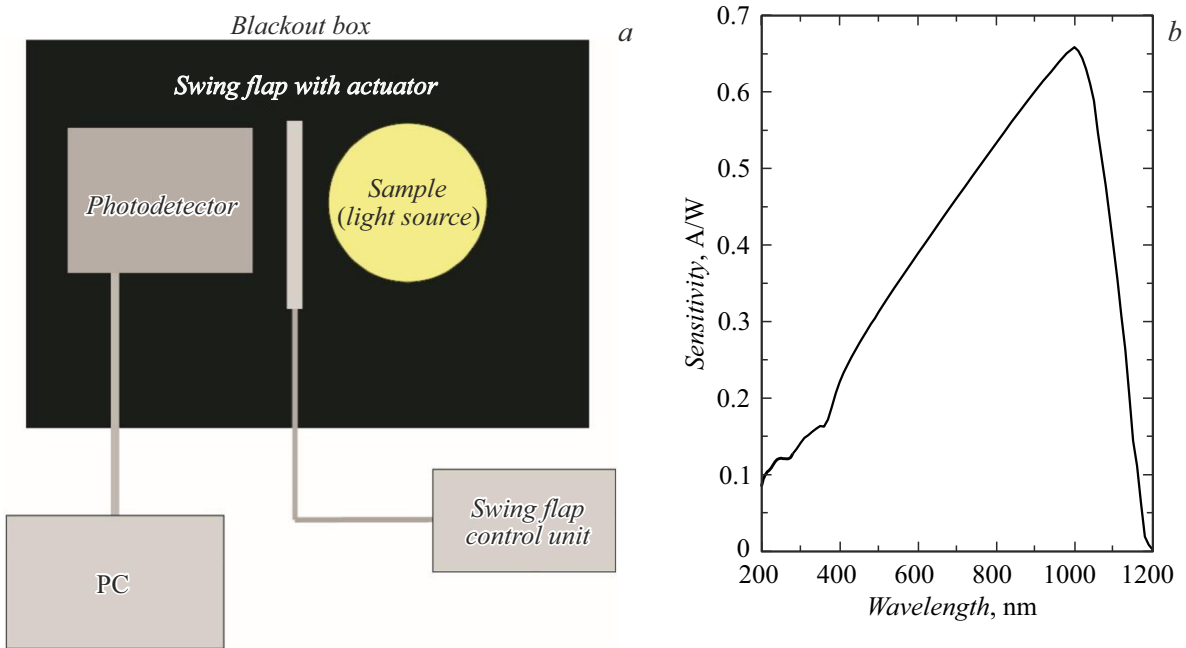 Blackout box
a
Swing flap with actuator
Photodetector
Sample
(light source)
Swing flap
control unit
PC
b
0.7
0.6
0.5
0.4
0.3
0.2
0.1
0
Sensitivity, A/W
200 400 600 800 1000 1200
Wavelength, nm